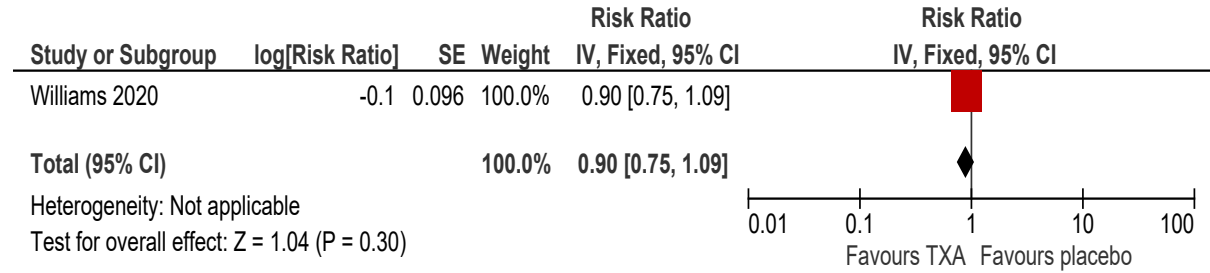 Risk Ratio Risk Ratio
Study or Subgroup log[Risk Ratio] SE Weight IV, Fixed, 95% CI IV, Fixed, 95% CI
Williams 2020 -0.1 0.096 100.0% 0.90 [0.75, 1.09]
Total (95% CI) 100.0% 0.90 [0.75, 1.09]
Heterogeneity: Not applicable
Test for overall effect: Z = 1.04 (P = 0.30)
0.01 0.1 1 10 100
Favours TXA Favours placebo